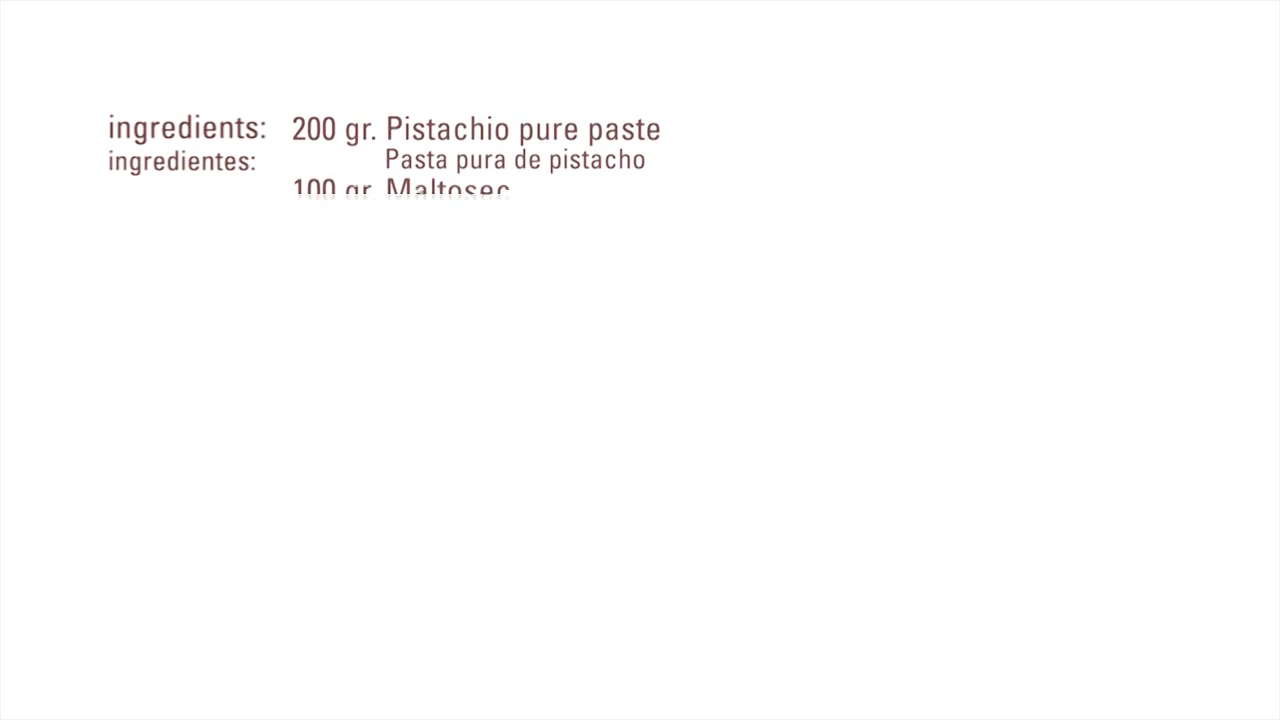 ingredients: 200 gr. Pistachio pure paste
ingredientes: Pasta pura de pistacho
100 gr. Maltosec